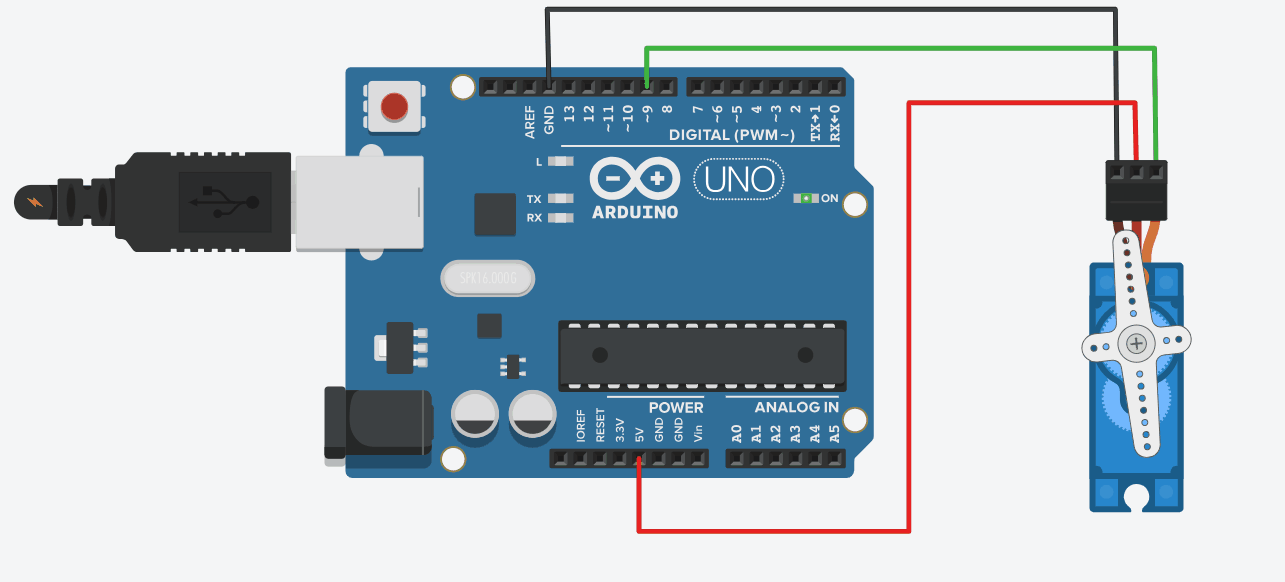 AREF
GND
13
12
~11
~10
~9
8
7
~6
~5
4
~3
2
TX→1
RX←0
DIGITAL (PWM~)
L
TX
RX
UNO
ARDUINO
ON
SPK16.000G
POWER
ANALOG IN
IOREF
RESET
3.3V
5V
GND
GND
Vin
A0
A1
A2
A3
A4
A5